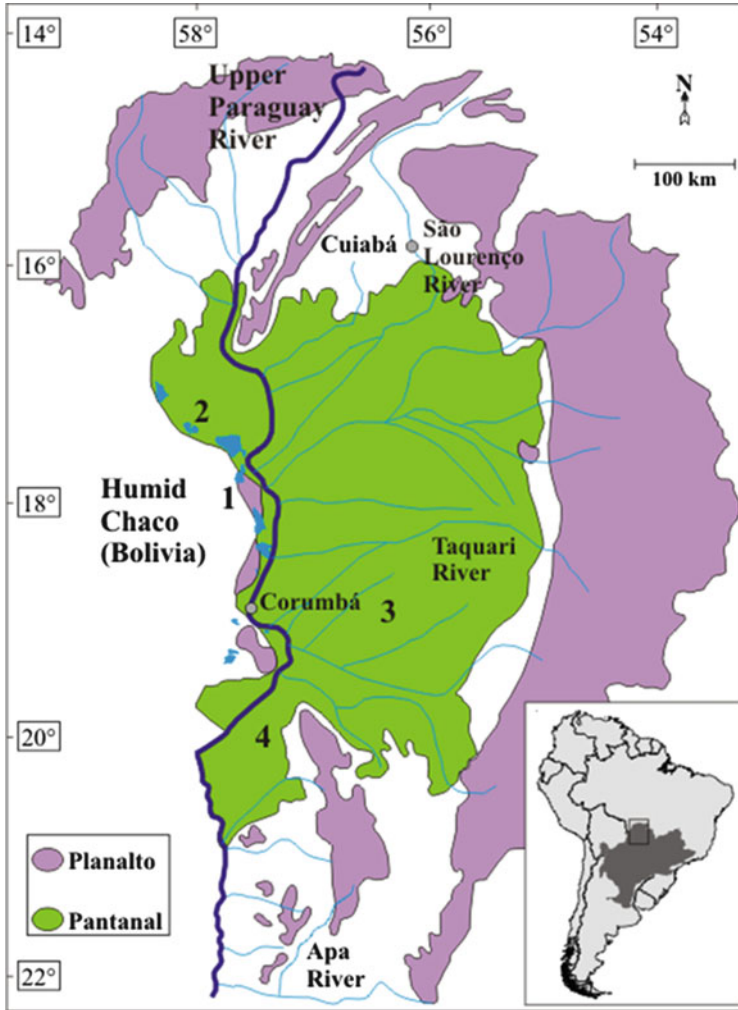 14°
58°
56°
54°
Upper
Paraguay
River
N
100 km
Cuiabá
São
Lourenço
River
16°
2
1
Humid
Chaco
(Bolivia)
18°
Taquari
River
Corumbá
3
20°
4
Planalto
Pantanal
Apa
River
22°